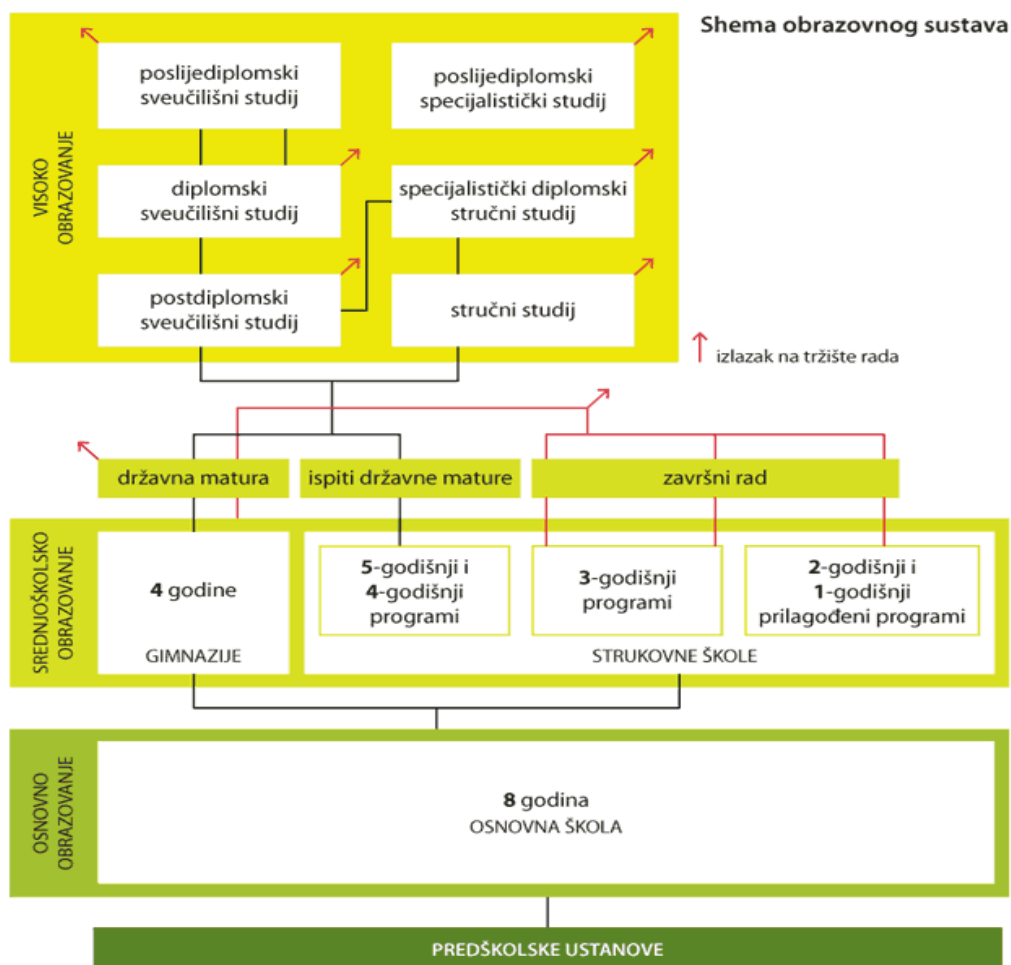 Shema obrazovnog sustava
VISOKO
OBRAZOVANJE
poslijediplomski
sveučilišni studij
poslijediplomski
specijalistički studij
diplomski
sveučilišni studij
specijalistički diplomski
stručni studij
postdiplomski
sveučilišni studij
stručni studij
izlazak na tržište rada
državna matura
ispiti državne mature
završni rad
SREDNJOŠKOLSKO
OBRAZOVANJE
4 godine
GIMNAZIJE
5-godišnji i
4-godišnji
programi
3-godišnji
programi
2-godišnji i
1-godišnji
prilagođeni programi
STRUKOVNE ŠKOLE
OSNOVNO
OBRAZOVANJE
8 godina
OSNOVNA ŠKOLA
PREDŠKOLSKE USTANOVE